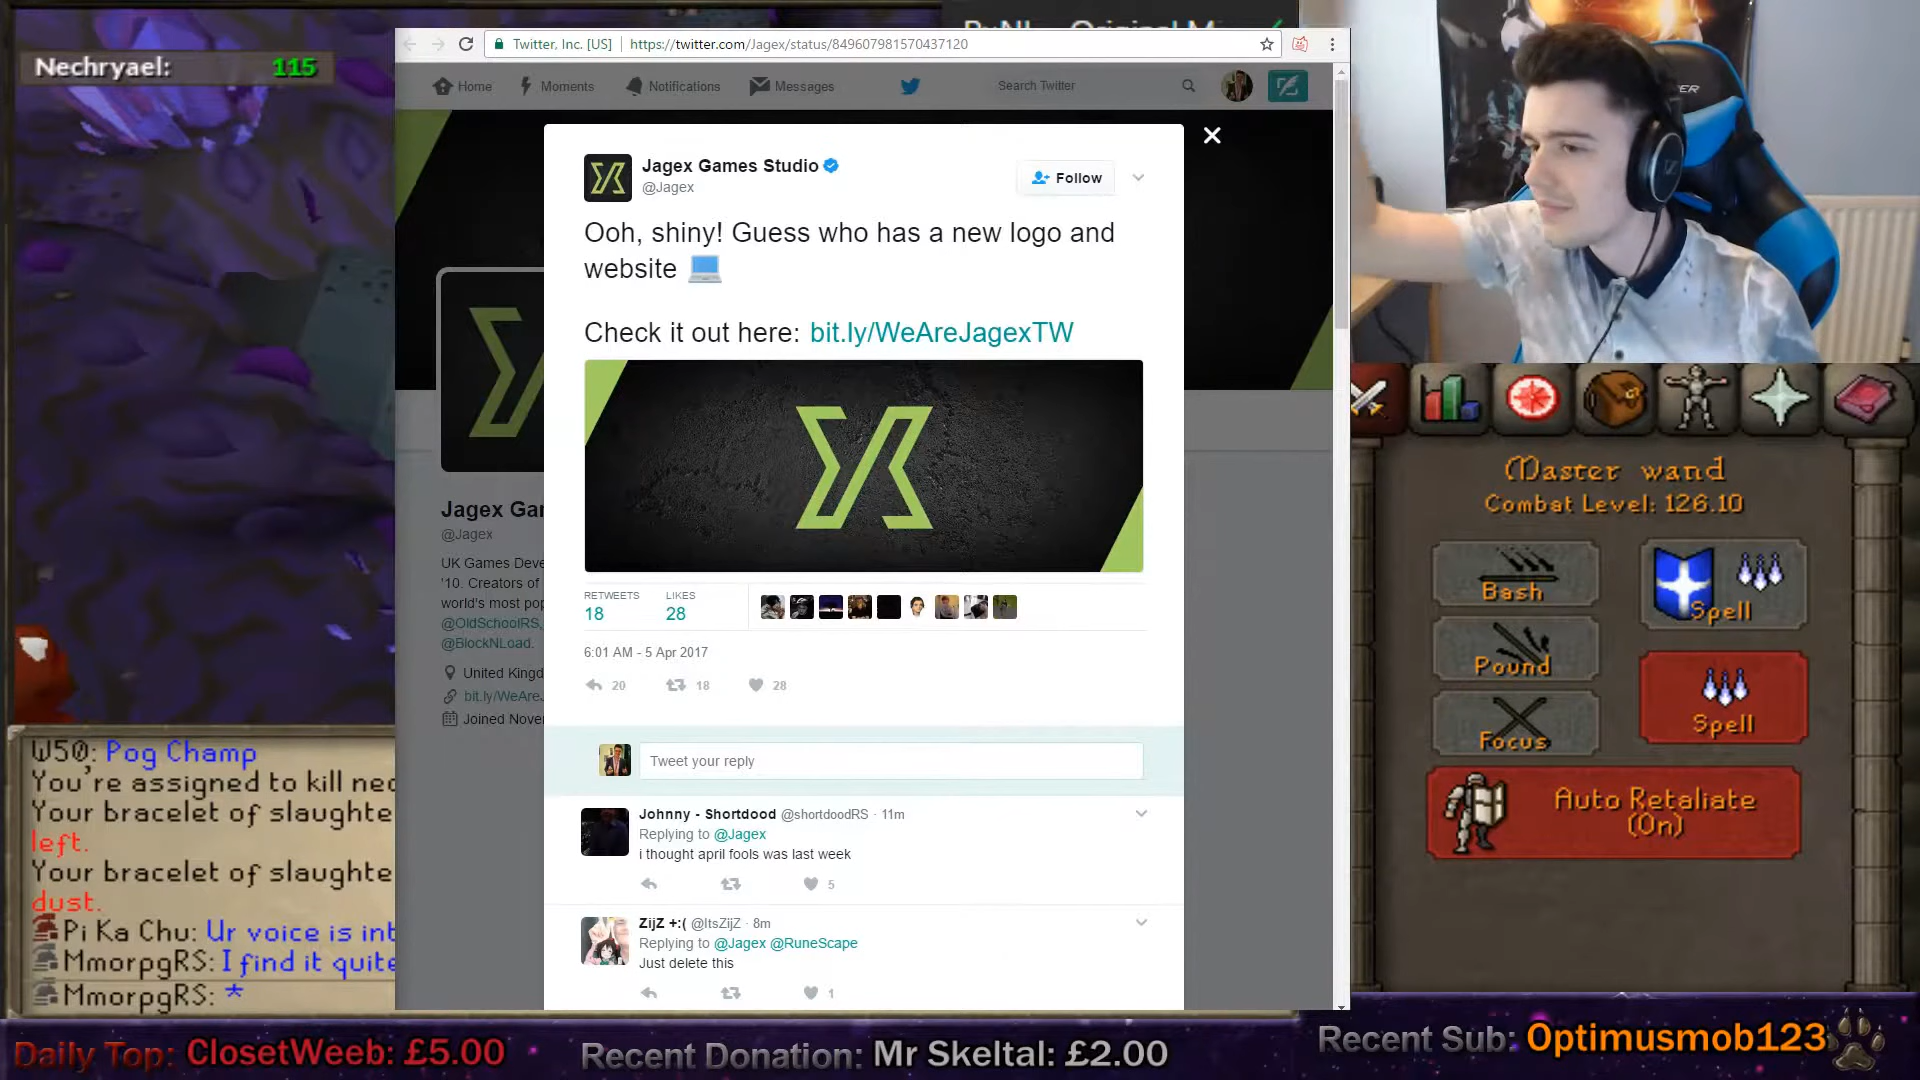 Nechryael: 115
Twitter, Inc. [US] https://twitter.com/Jagex/status/849607981570437120
Home Moments Notifications Messages Search Twitter
Jagex Games Studio
@Jagex
Follow
Ooh, shiny! Guess who has a new logo and
website
Check it out here: bit.ly/WeAreJagexTW
Jagex Gar
@Jagex
UK Games Deve
'10. Creators of
world's most pop
@OldSchoolRS,
@BlockNLoad.
United Kingd
bit.ly/WeAre
Joined Nove
RETWEETS LIKES
18 28
6:01 AM - 5 Apr 2017
20 18 28
Tweet your reply
Johnny - Shortdood @shortdoodRS · 11m
Replying to @Jagex
i thought april fools was last week
5
ZijZ +:( @ItsZijZ · 8m
Replying to @Jagex @RuneScape
Just delete this
1
Master wand
Combat Level: 126.10
Bash Spell
Pound
Spell
Focus
Auto Retaliate
(On)
W50: Pog Champ
You're assigned to kill nec
Your bracelet of slaughte
left.
Your bracelet of slaughte
dust.
Pi Ka Chu: Ur voice is int
MmorpgRS: I find it quite
MmorpgRS: *
Daily Top: ClosetWeeb: £5.00
Recent Donation: Mr Skeltal: £2.00
Recent Sub: Optimusmob123